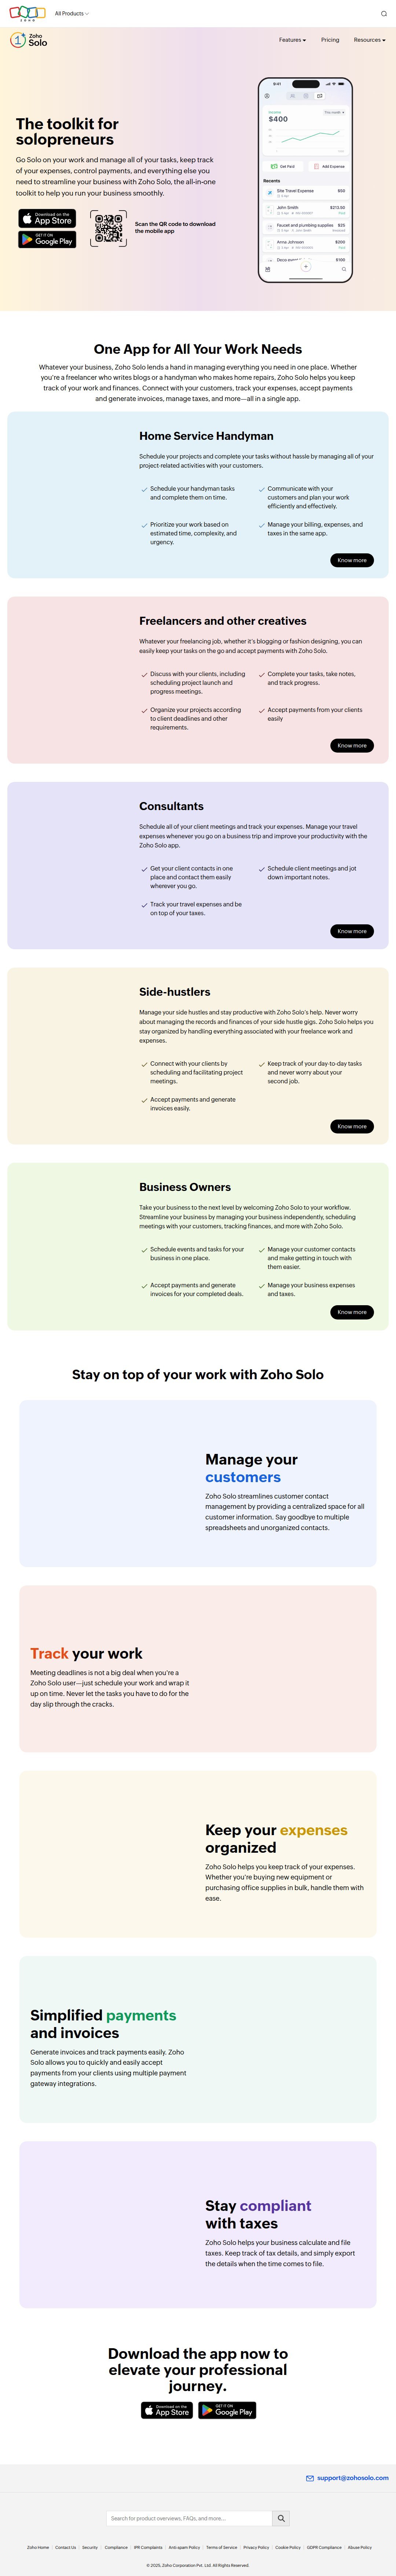 ZOHO
All Products
Zoho
Solo
Features
Pricing
Resources
The toolkit for
solopreneurs
Go Solo on your work and manage all of your tasks, keep track
of your expenses, control payments, and everything else you
need to streamline your business with Zoho Solo, the all-in-one
toolkit to help you run your business smoothly.
Download on the
App Store
GET IT ON
Google Play
Scan the QR code to download
the mobile app
9:41
Income
This month
$400
Get Paid
Add Expense
Recents
Site Travel Expense
$50
John Smith
$213.50
Faucet and plumbing supplies
$25
Anna Johnson
$200
$100
One App for All Your Work Needs
Whatever your business, Zoho Solo lends a hand in managing everything you need in one place. Whether
you're a freelancer who writes blogs or a handyman who makes home repairs, Zoho Solo helps you keep
track of your work and finances. Connect with your customers, track your expenses, accept payments
and generate invoices, manage taxes, and more—all in a single app.
Home Service Handyman
Schedule your projects and complete your tasks without hassle by managing all of your
project-related activities with your customers.
Schedule your handyman tasks
and complete them on time.
Communicate with your
customers and plan your work
efficiently and effectively.
Prioritize your work based on
estimated time, complexity, and
urgency.
Manage your billing, expenses, and
taxes in the same app.
Know more
Freelancers and other creatives
Whatever your freelancing job, whether it's blogging or fashion designing, you can
easily keep your tasks on the go and accept payments with Zoho Solo.
Discuss with your clients, including
scheduling project launch and
progress meetings.
Complete your tasks, take notes,
and track progress.
Organize your projects according
to client deadlines and other
requirements.
Accept payments from your clients
easily
Know more
Consultants
Schedule all of your client meetings and track your expenses. Manage your travel
expenses whenever you go on a business trip and improve your productivity with the
Zoho Solo app.
Get your client contacts in one
place and contact them easily
wherever you go.
Schedule client meetings and jot
down important notes.
Track your travel expenses and be
on top of your taxes.
Know more
Side-hustlers
Manage your side hustles and stay productive with Zoho Solo's help. Never worry
about managing the records and finances of your side hustle gigs. Zoho Solo helps you
stay organized by handling everything associated with your freelance work and
expenses.
Connect with your clients by
scheduling and facilitating project
meetings.
Keep track of your day-to-day tasks
and never worry about your
second job.
Accept payments and generate
invoices easily.
Know more
Business Owners
Take your business to the next level by welcoming Zoho Solo to your workflow.
Streamline your business by managing your business independently, scheduling
meetings with your customers, tracking finances, and more with Zoho Solo.
Schedule events and tasks for your
business in one place.
Manage your customer contacts
and make getting in touch with
them easier.
Accept payments and generate
invoices for your completed deals.
Manage your business expenses
and taxes.
Know more
Stay on top of your work with Zoho Solo
Manage your
customers
Zoho Solo streamlines customer contact
management by providing a centralized space for all
customer information. Say goodbye to multiple
spreadsheets and unorganized contacts.
Track your work
Meeting deadlines is not a big deal when you're a
Zoho Solo user—just schedule your work and wrap it
up on time. Never let the tasks you have to do for the
day slip through the cracks.
Keep your expenses
organized
Zoho Solo helps you keep track of your expenses.
Whether you're buying new equipment or
purchasing office supplies in bulk, handle them with
ease.
Simplified payments
and invoices
Generate invoices and track payments easily. Zoho
Solo allows you to quickly and easily accept
payments from your clients using multiple payment
gateway integrations.
Stay compliant
with taxes
Zoho Solo helps your business calculate and file
taxes. Keep track of tax details, and simply export
the details when the time comes to file.
Download the app now to
elevate your professional
journey.
Download on the
App Store
GET IT ON
Google Play
support@zohosolo.com
Search for product overviews, FAQs, and more...
Zoho Home
Contact Us
Security
Compliance
IPR Complaints
Anti-spam Policy
Terms of Service
Privacy Policy
Cookie Policy
GDPR Compliance
Abuse Policy
© 2025, Zoho Corporation Pvt. Ltd. All Rights Reserved.